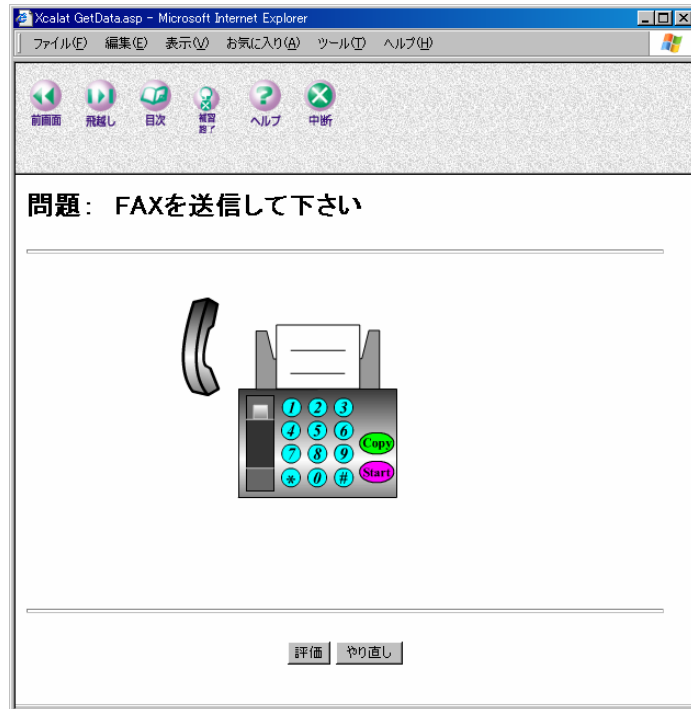 Xcalat GetData.asp - Microsoft Internet Explorer
ファイル(F) 編集(E) 表示(V) お気に入り(A) ツール(T) ヘルプ(H)
前画面 飛越し 目次 補習終了 ヘルプ 中断
問題： FAXを送信して下さい
1 2 3
4 5 6
Copy
7 8 9
Start
* 0 #
評価 やり直し